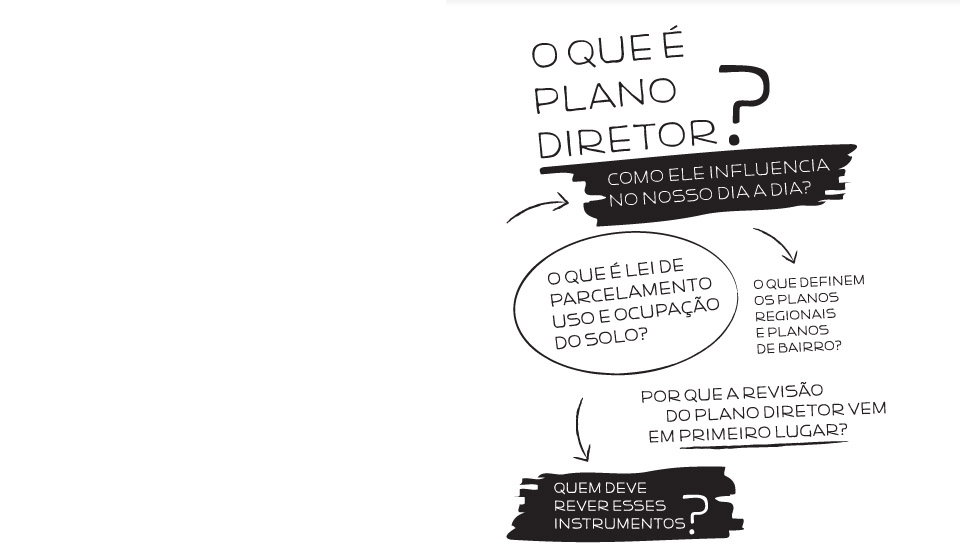 O QUE É
PLANO
DIRETOR?
COMO ELE INFLUENCIA
NO NOSSO DIA A DIA?
O QUE É LEI DE
PARCELAMENTO
USO E OCUPAÇÃO
DO SOLO?
O QUE DEFINEM
OS PLANOS
REGIONAIS
E PLANOS
DE BAIRRO?
POR QUE A REVISÃO
DO PLANO DIRETOR VEM
EM PRIMEIRO LUGAR?
QUEM DEVE
REVER ESSES
INSTRUMENTOS?